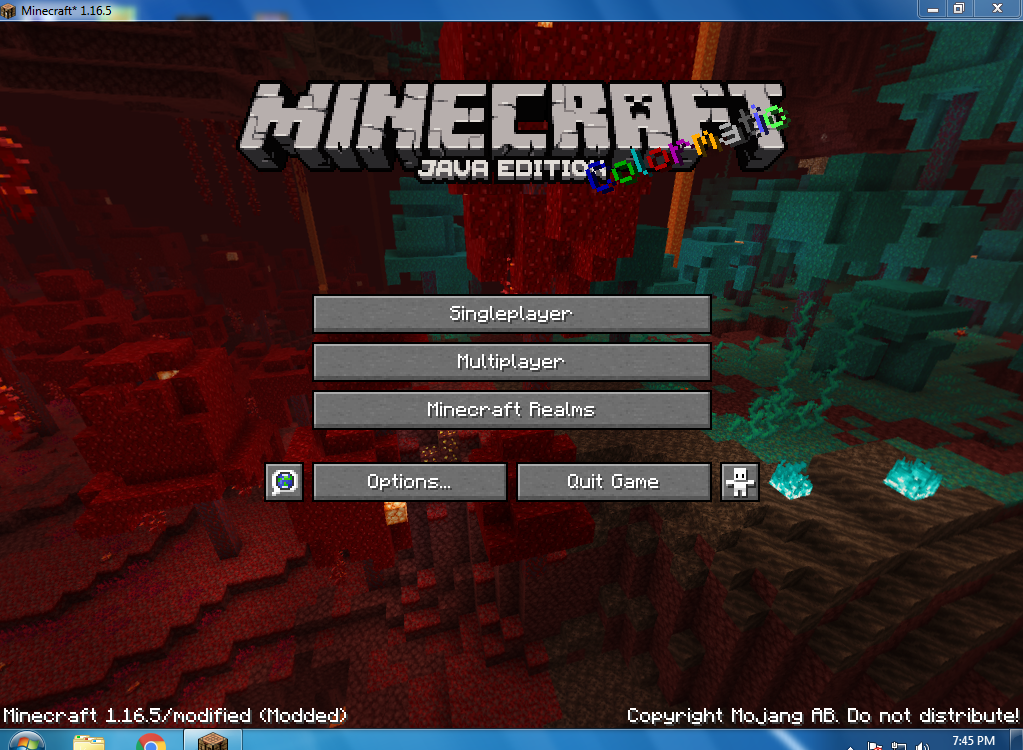 Minecraft* 1.16.5
MINECRAFT
JAVA EDITION
Colormatic
Singleplayer
Multiplayer
Minecraft Realms
Options...
Quit Game
Minecraft 1.16.5/modified (Modded)
Copyright Mojang AB. Do not distribute!
7:45 PM